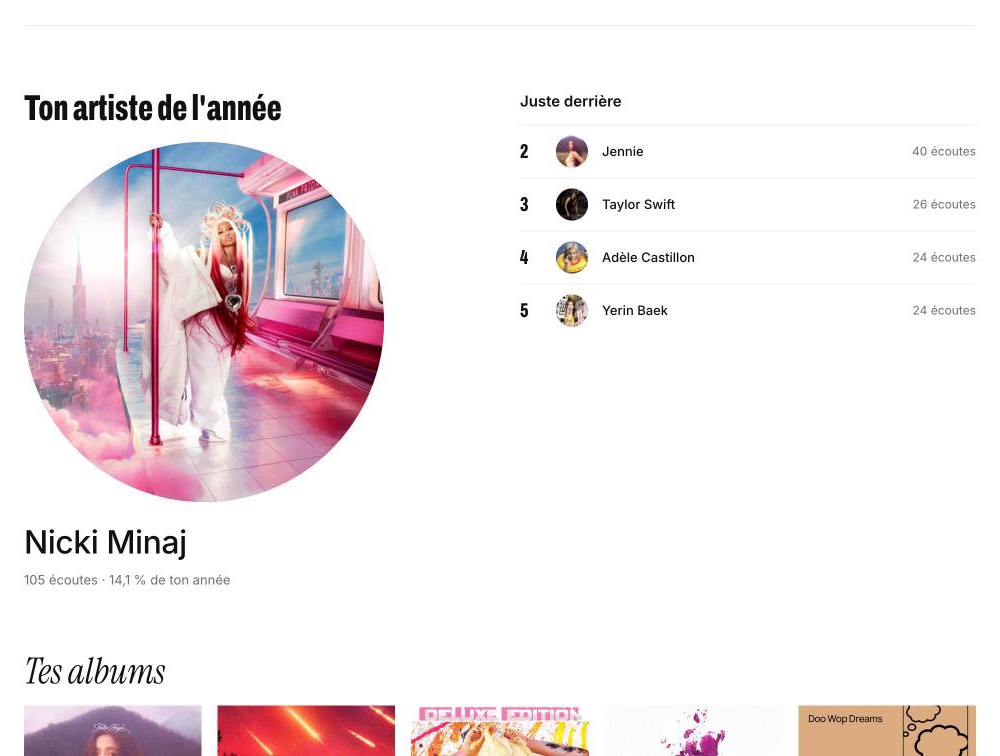 Ton artiste de l'année
Nicki Minaj
105 écoutes · 14,1 % de ton année
Juste derrière
2 Jennie 40 écoutes
3 Taylor Swift 26 écoutes
4 Adèle Castillon 24 écoutes
5 Yerin Baek 24 écoutes
Tes albums
DELUXE EDITION
Doo Wop Dreams